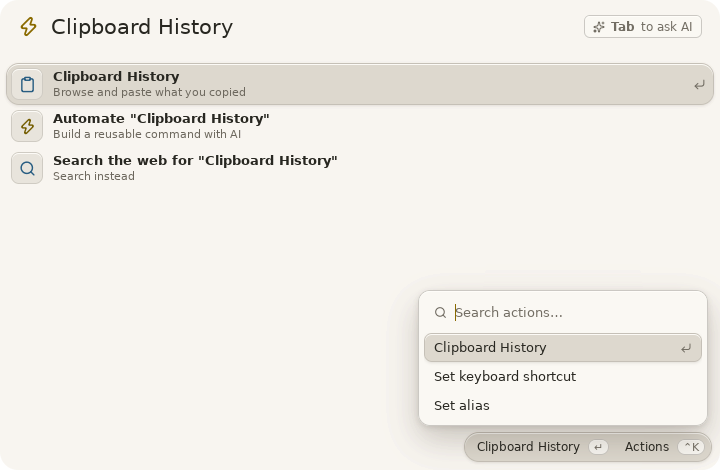 Clipboard History
Tab to ask AI
Clipboard History
Browse and paste what you copied
Automate "Clipboard History"
Build a reusable command with AI
Search the web for "Clipboard History"
Search instead
Search actions...
Clipboard History
Set keyboard shortcut
Set alias
Clipboard History ↵ Actions ^K